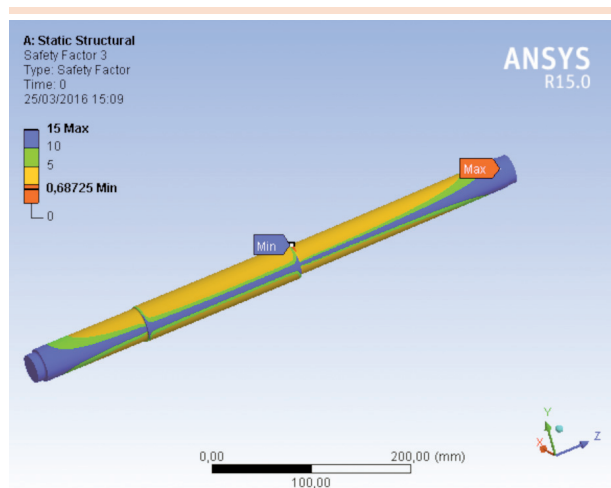 A: Static Structural
Safety Factor 3
Type: Safety Factor
Time: 0
25/03/2016 15:09
ANSYS
R15.0
15 Max
10
5
0,68725 Min
0
Max
Min
Y
Z
X
0,00
200,00 (mm)
100,00